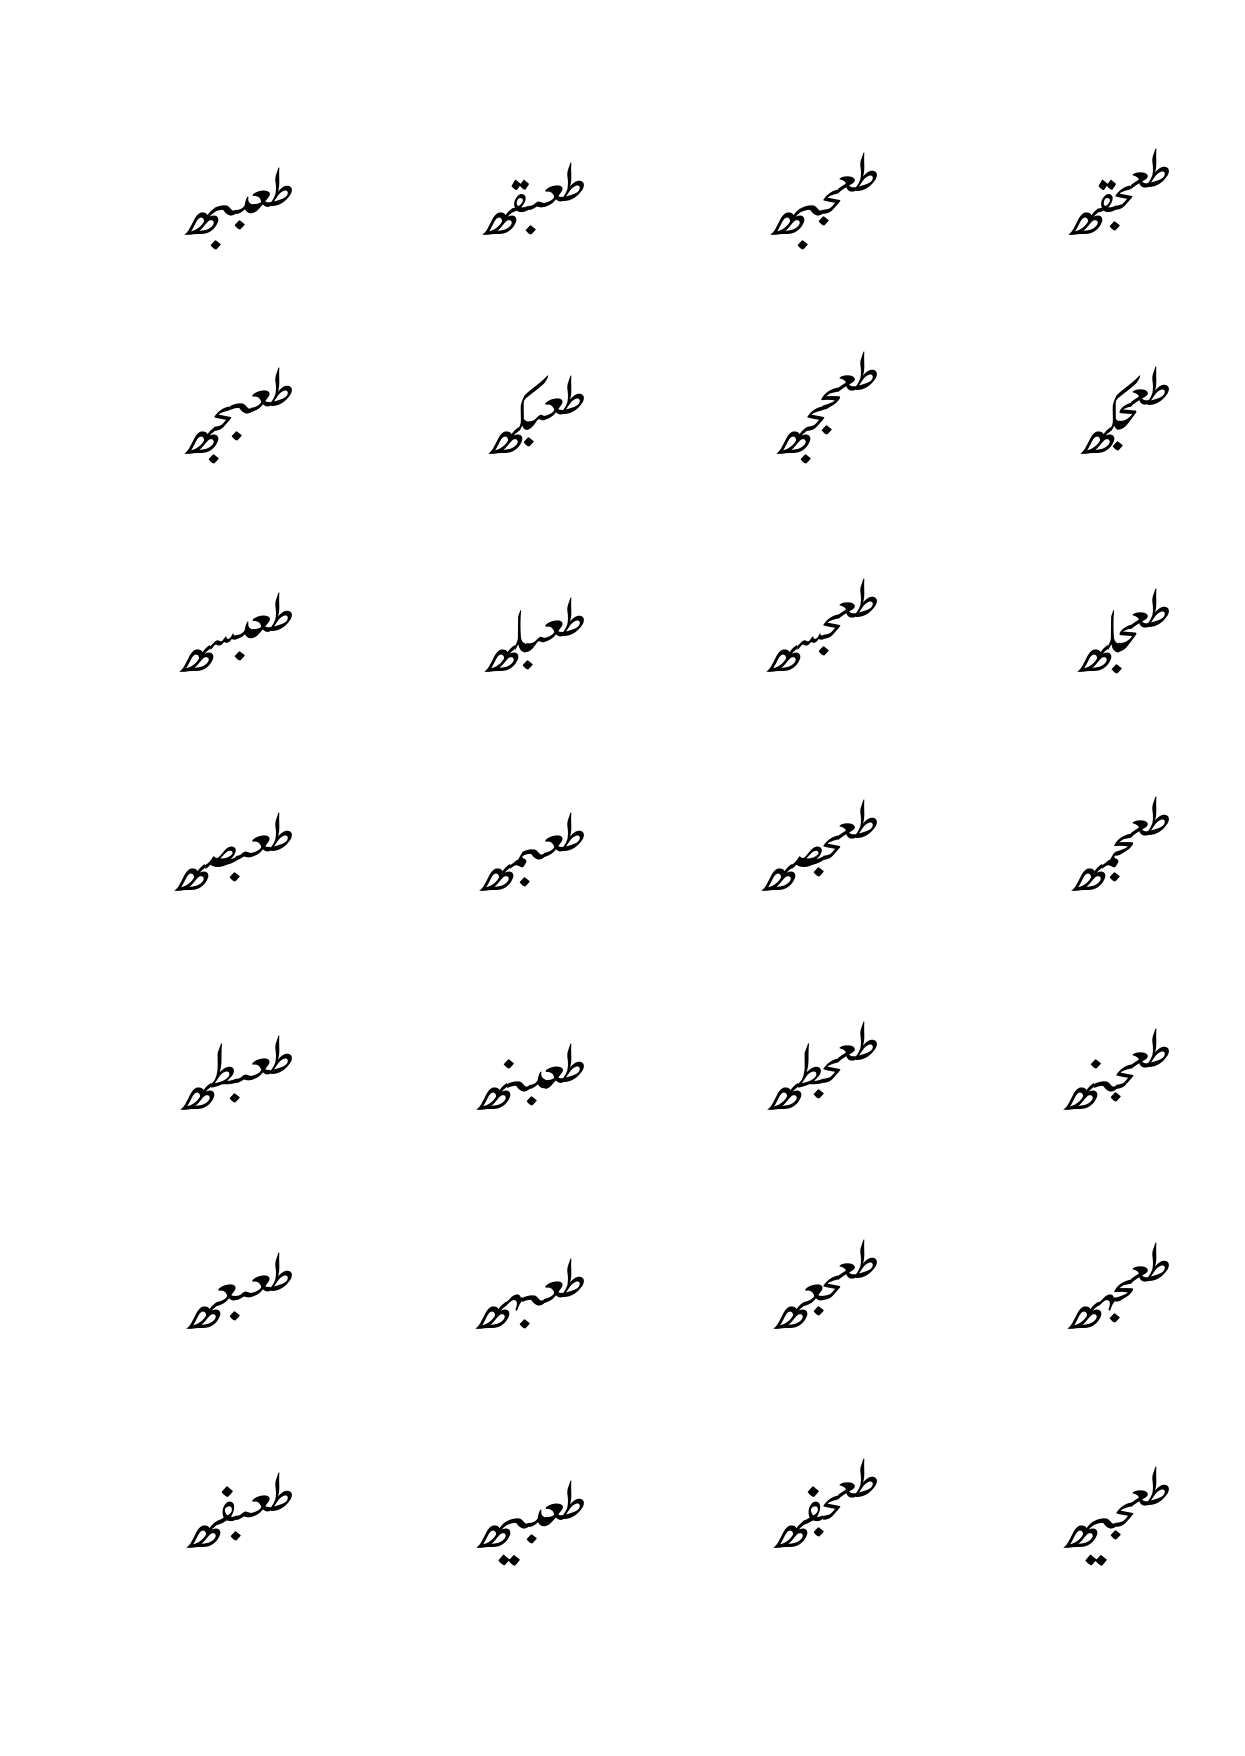 طعجقھ طعجبھ طعبقھ طعببھ
طعجکھ طعججھ طعبکھ طعبجھ
طعجلھ طعجسھ طعبلھ طعبسھ
طعجمھ طعجصھ طعبمھ طعبصھ
طعجنھ طعجطھ طعبنھ طعبطھ
طعجہھ طعجعھ طعبہھ طعبعھ
طعجیھ طعجفھ طعبیھ طعبفھ